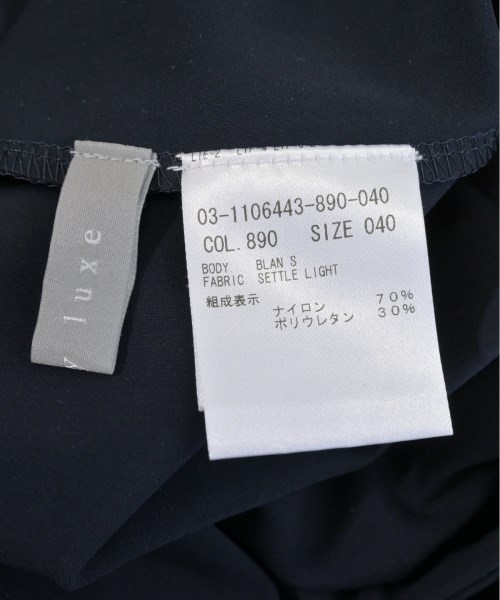 03-1106443-890-040
COL. 890 SIZE 040
BODY BLAN S
FABRIC SETTLE LIGHT
組成表示
ナイロン 70%
ポリウレタン 30%
y luxe